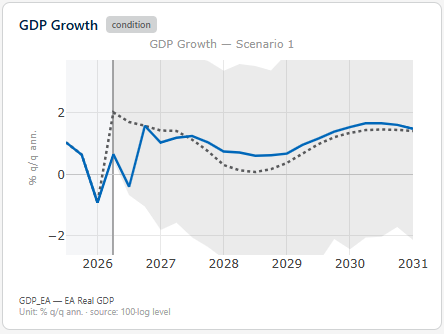 GDP Growth condition
GDP Growth — Scenario 1
% q/q ann.
2
0
−2
2026 2027 2028 2029 2030 2031
GDP_EA — EA Real GDP
Unit: % q/q ann. · source: 100-log level